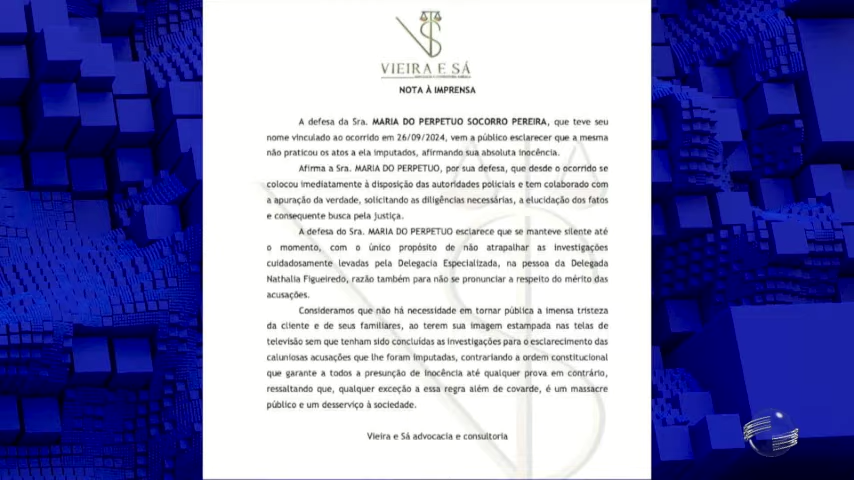 VS
VIEIRA E SÁ
NOTA À IMPRENSA
A defesa da Sra. MARIA DO PERPETUO SOCORRO PEREIRA, que teve seu
nome vinculado ao ocorrido em 26/09/2024, vem a público esclarecer que a mesma
não praticou os atos a ela imputados, afirmando sua absoluta inocência.
Afirma a Sra. MARIA DO PERPETUO, por sua defesa, que desde o ocorrido se
colocou imediatamente à disposição das autoridades policiais e tem colaborado com
a apuração da verdade, solicitando as diligências necessárias, a elucidação dos fatos
e consequente busca pela justiça.
A defesa do Sra. MARIA DO PERPETUO esclarece que se manteve silente até
o momento, com o único propósito de não atrapalhar as investigações
cuidadosamente levadas pela Delegacia Especializada, na pessoa da Delegada
Nathalia Figueiredo, razão também para não se pronunciar a respeito do mérito das
acusações.
Consideramos que não há necessidade em tornar pública a imensa tristeza
da cliente e de seus familiares, ao terem sua imagem estampada nas telas de
televisão sem que tenham sido concluídas as investigações para o esclarecimento das
caluniosas acusações que lhe foram imputadas, contrariando a ordem constitucional
que garante a todos a presunção de inocência até qualquer prova em contrário,
ressaltando que, qualquer exceção a essa regra além de covarde, é um massacre
público e um desserviço à sociedade.
Vieira e Sá advocacia e consultoria